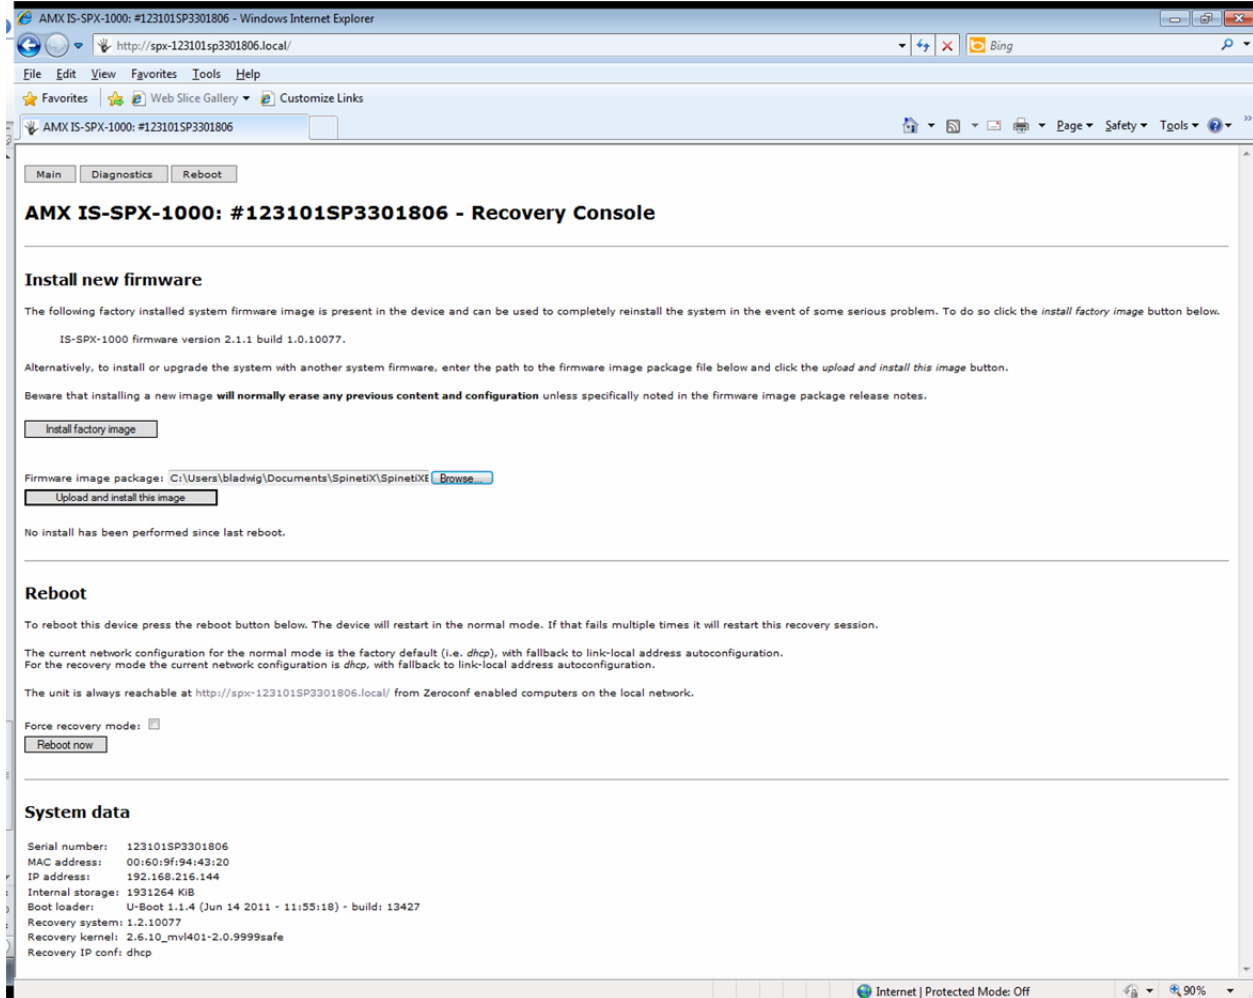 AMX IS-SPX-1000: #123101SP3301806 - Windows Internet Explorer
http://spx-123101sp3301806.local/
Bing
File Edit View Favorites Tools Help
Favorites Web Slice Gallery Customize Links
AMX IS-SPX-1000: #123101SP3301806
Page Safety Tools
Main Diagnostics Reboot
AMX IS-SPX-1000: #123101SP3301806 - Recovery Console
Install new firmware
The following factory installed system firmware image is present in the device and can be used to completely reinstall the system in the event of some serious problem. To do so click the install factory image button below.
IS-SPX-1000 firmware version 2.1.1 build 1.0.10077.
Alternatively, to install or upgrade the system with another system firmware, enter the path to the firmware image package file below and click the upload and install this image button.
Beware that installing a new image will normally erase any previous content and configuration unless specifically noted in the firmware image package release notes.
Install factory image
Firmware image package: C:\Users\bladwig\Documents\SpinetiX\SpinetiXE Browse...
Upload and install this image
No install has been performed since last reboot.
Reboot
To reboot this device press the reboot button below. The device will restart in the normal mode. If that fails multiple times it will restart this recovery session.
The current network configuration for the normal mode is the factory default (i.e. dhcp), with fallback to link-local address autoconfiguration.
For the recovery mode the current network configuration is dhcp, with fallback to link-local address autoconfiguration.
The unit is always reachable at http://spx-123101SP3301806.local/ from Zeroconf enabled computers on the local network.
Force recovery mode:
Reboot now
System data
Serial number: 123101SP3301806
MAC address: 00:60:9f:94:43:20
IP address: 192.168.216.144
Internal storage: 1931264 KiB
Boot loader: U-Boot 1.1.4 (Jun 14 2011 - 11:55:18) - build: 13427
Recovery system: 1.2.10077
Recovery kernel: 2.6.10_mvl401-2.0.9999safe
Recovery IP conf: dhcp
Internet | Protected Mode: Off 90%